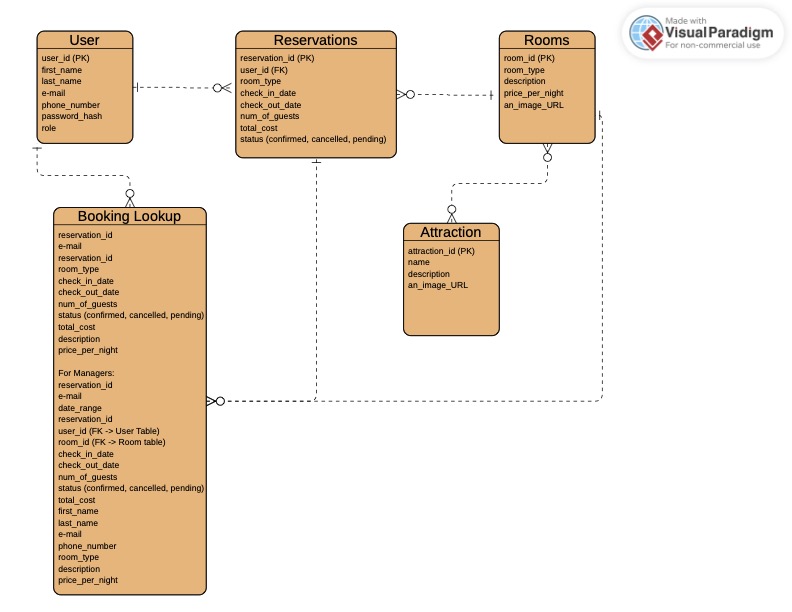 Made with
Visual Paradigm
For non-commercial use
User
user_id (PK)
first_name
last_name
e-mail
phone_number
password_hash
role
Reservations
reservation_id (PK)
user_id (FK)
room_type
check_in_date
check_out_date
num_of_guests
total_cost
status (confirmed, cancelled, pending)
Rooms
room_id (PK)
room_type
description
price_per_night
an_image_URL
Booking Lookup
reservation_id
e-mail
reservation_id
room_type
check_in_date
check_out_date
num_of_guests
status (confirmed, cancelled, pending)
total_cost
description
price_per_night
For Managers:
reservation_id
e-mail
date_range
reservation_id
user_id (FK -> User Table)
room_id (FK -> Room table)
check_in_date
check_out_date
num_of_guests
status (confirmed, cancelled, pending)
total_cost
first_name
last_name
e-mail
phone_number
room_type
description
price_per_night
Attraction
attraction_id (PK)
name
description
an_image_URL